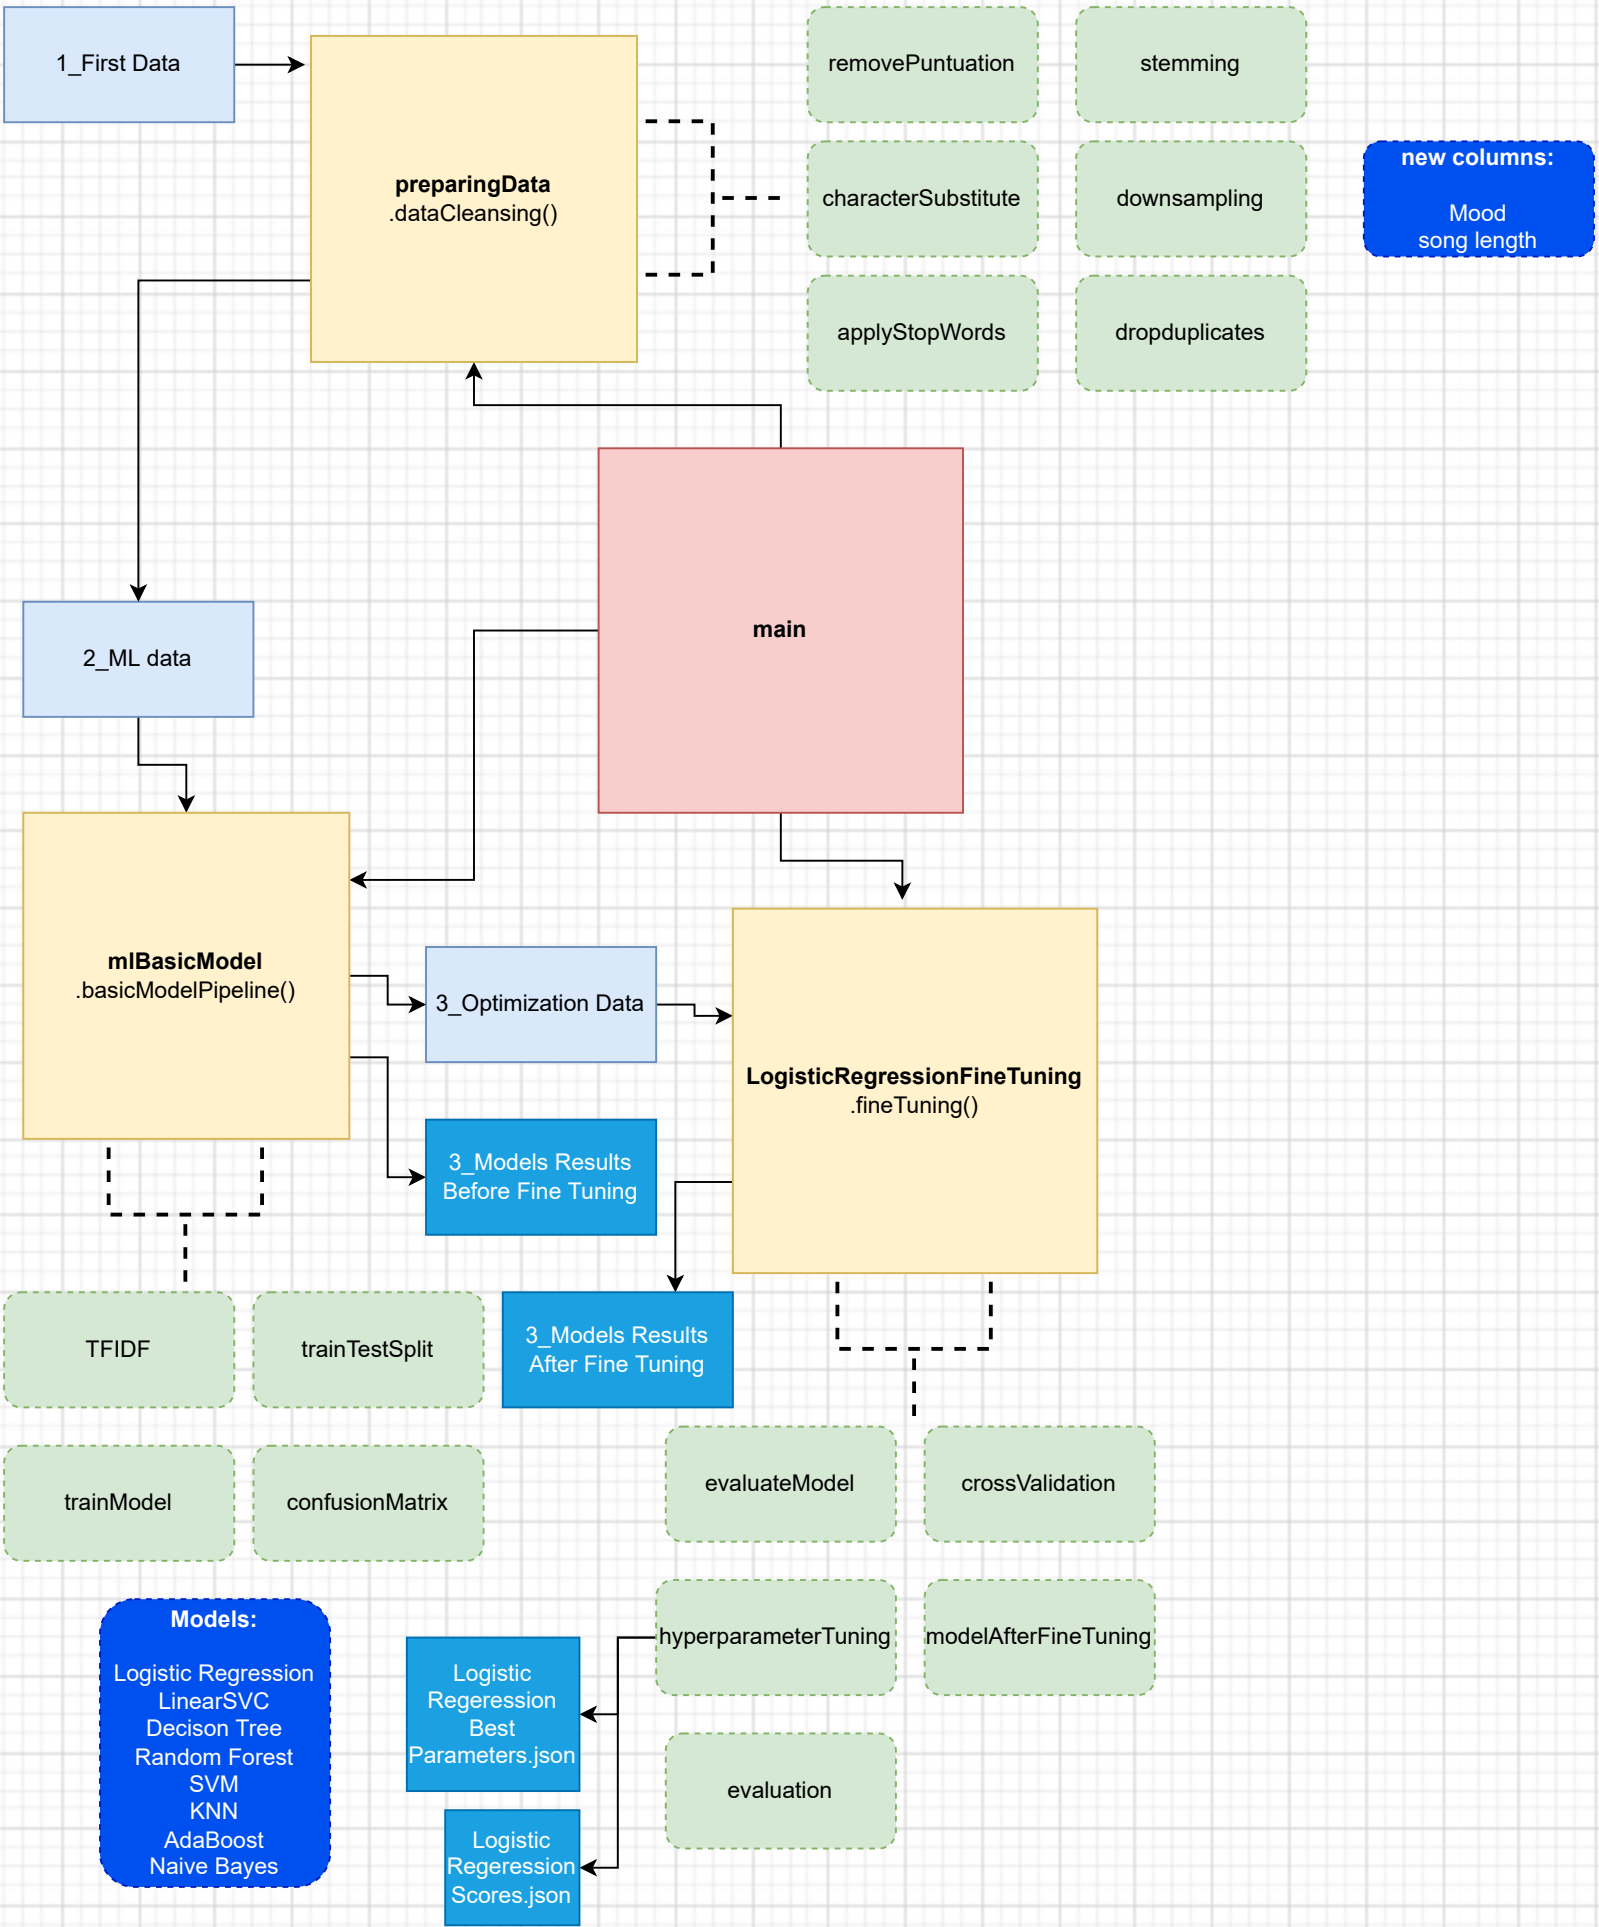 1_First Data
preparingData
.dataCleansing()
removePuntuation
stemming
characterSubstitute
downsampling
applyStopWords
dropduplicates
new columns:
Mood
song length
main
2_ML data
mlBasicModel
.basicModelPipeline()
3_Optimization Data
3_Models Results
Before Fine Tuning
LogisticRegressionFineTuning
.fineTuning()
3_Models Results
After Fine Tuning
TFIDF
trainTestSplit
trainModel
confusionMatrix
evaluateModel
crossValidation
hyperparameterTuning
modelAfterFineTuning
evaluation
Models:
Logistic Regression
LinearSVC
Decison Tree
Random Forest
SVM
KNN
AdaBoost
Naive Bayes
Logistic
Regeression
Best
Parameters.json
Logistic
Regeression
Scores.json